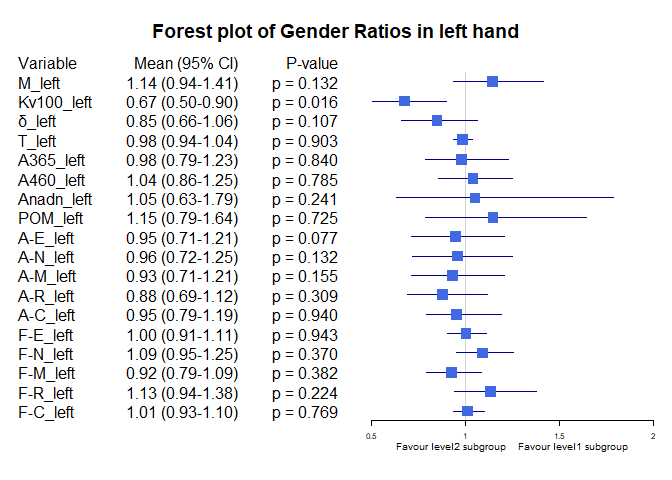 Forest plot of Gender Ratios in left hand
Variable Mean (95% CI) P-value
M_left 1.14 (0.94-1.41) p = 0.132
Kv100_left 0.67 (0.50-0.90) p = 0.016
δ_left 0.85 (0.66-1.06) p = 0.107
T_left 0.98 (0.94-1.04) p = 0.903
A365_left 0.98 (0.79-1.23) p = 0.840
A460_left 1.04 (0.86-1.25) p = 0.785
Anadn_left 1.05 (0.63-1.79) p = 0.241
POM_left 1.15 (0.79-1.64) p = 0.725
A-E_left 0.95 (0.71-1.21) p = 0.077
A-N_left 0.96 (0.72-1.25) p = 0.132
A-M_left 0.93 (0.71-1.21) p = 0.155
A-R_left 0.88 (0.69-1.12) p = 0.309
A-C_left 0.95 (0.79-1.19) p = 0.940
F-E_left 1.00 (0.91-1.11) p = 0.943
F-N_left 1.09 (0.95-1.25) p = 0.370
F-M_left 0.92 (0.79-1.09) p = 0.382
F-R_left 1.13 (0.94-1.38) p = 0.224
F-C_left 1.01 (0.93-1.10) p = 0.769
0.5 1 1.5 2
Favour level2 subgroup Favour level1 subgroup